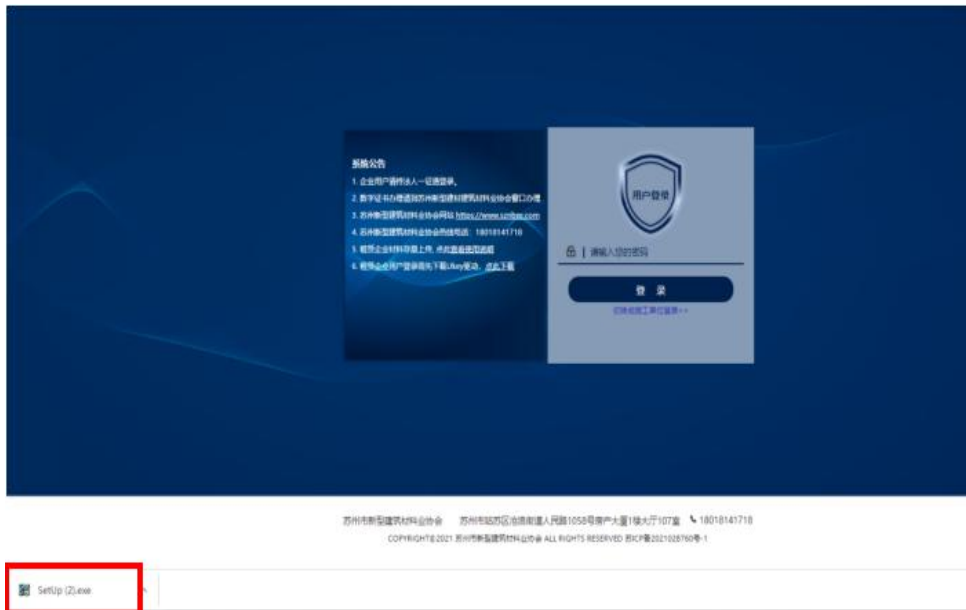 系统公告
1. 企业用户请持法人一证通登录。
2. 数字证书办理请到苏州市新型建筑材料业协会窗口办理
3. 苏州新型建筑材料业协会网站 https://www.sznbm.com
4. 苏州新型建筑材料业协会热线电话：18018141718
5. 租赁企业材料存量上传, 点此查看使用说明
6. 租赁企业用户登录需先下载Ukey驱动，点此下载
用户登录
请输入您的密码
登 录
切换成施工单位登录>>
苏州市新型建筑材料业协会 苏州市姑苏区沧浪街道人民路1058号房产大厦1楼大厅107室 18018141718
COPYRIGHT©2021 苏州市新型建筑材料业协会 ALL RIGHTS RESERVED 苏ICP备2021028760号-1
SetUp (2).exe